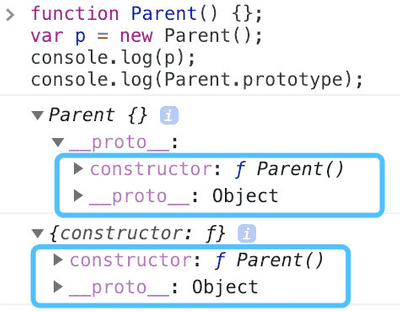 > function Parent() {};
var p = new Parent();
console.log(p);
console.log(Parent.prototype);
▼Parent {} i
▼__proto__:
▶constructor: ƒ Parent()
▶__proto__: Object
▼{constructor: ƒ} i
▶constructor: ƒ Parent()
▶__proto__: Object